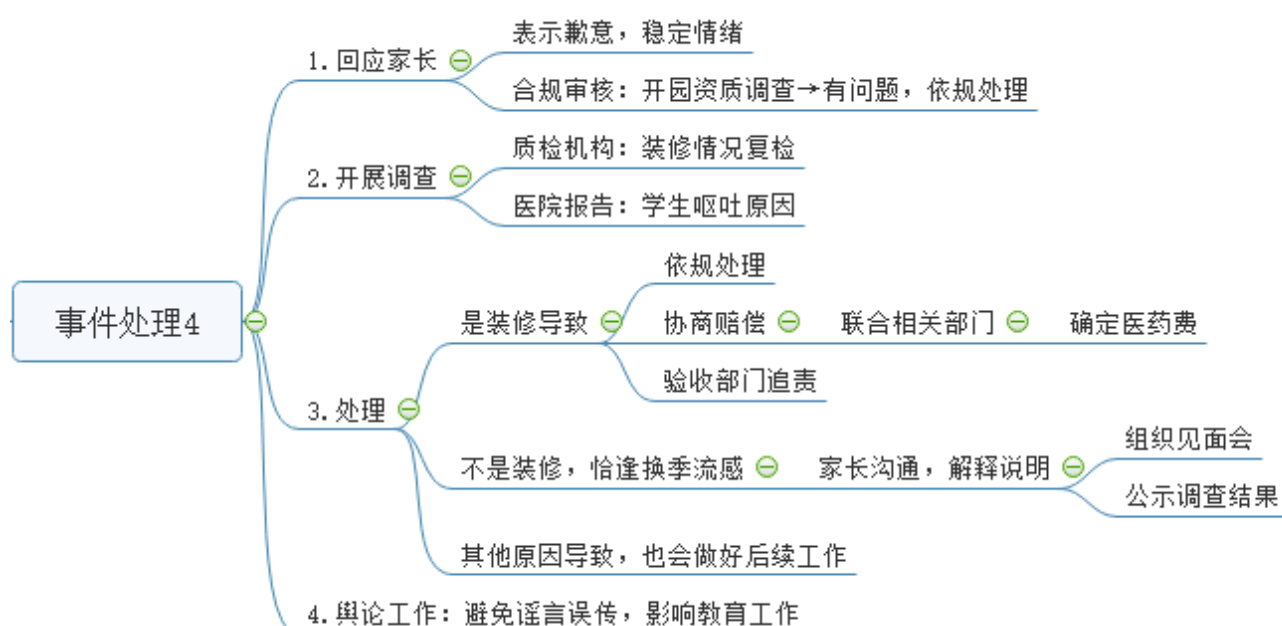 事件处理4
1.回应家长
表示歉意，稳定情绪
合规审核：开园资质调查→有问题，依规处理
2.开展调查
质检机构：装修情况复检
医院报告：学生呕吐原因
3.处理
是装修导致
依规处理
协商赔偿
联合相关部门
确定医药费
验收部门追责
不是装修，恰逢换季流感
家长沟通，解释说明
组织见面会
公示调查结果
其他原因导致，也会做好后续工作
4.舆论工作：避免谣言误传，影响教育工作